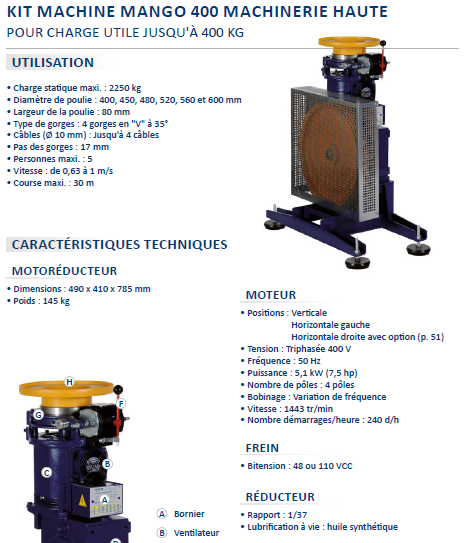 KIT MACHINE MANGO 400 MACHINERIE HAUTE
POUR CHARGE UTILE JUSQU'À 400 KG
UTILISATION
• Charge statique maxi. : 2250 kg
• Diamètre de poulie : 400, 450, 480, 520, 560 et 600 mm
• Largeur de la poulie : 80 mm
• Type de gorges : 4 gorges en "V" à 35°
• Câbles (Ø 10 mm) : Jusqu'à 4 câbles
• Pas des gorges : 17 mm
• Personnes maxi. : 5
• Vitesse : de 0,63 à 1 m/s
• Course maxi. : 30 m
CARACTÉRISTIQUES TECHNIQUES
MOTORÉDUCTEUR
• Dimensions : 490 x 410 x 785 mm
• Poids : 145 kg
H
F
G
B
C
A
A Bornier
B Ventilateur
MOTEUR
• Positions : Verticale
Horizontale gauche
Horizontale droite avec option (p. 51)
• Tension : Triphasée 400 V
• Fréquence : 50 Hz
• Puissance : 5,1 kW (7,5 hp)
• Nombre de pôles : 4 pôles
• Bobinage : Variation de fréquence
• Vitesse : 1443 tr/min
• Nombre démarrages/heure : 240 d/h
FREIN
• Bitension : 48 ou 110 VCC
RÉDUCTEUR
• Rapport : 1/37
• Lubrification à vie : huile synthétique